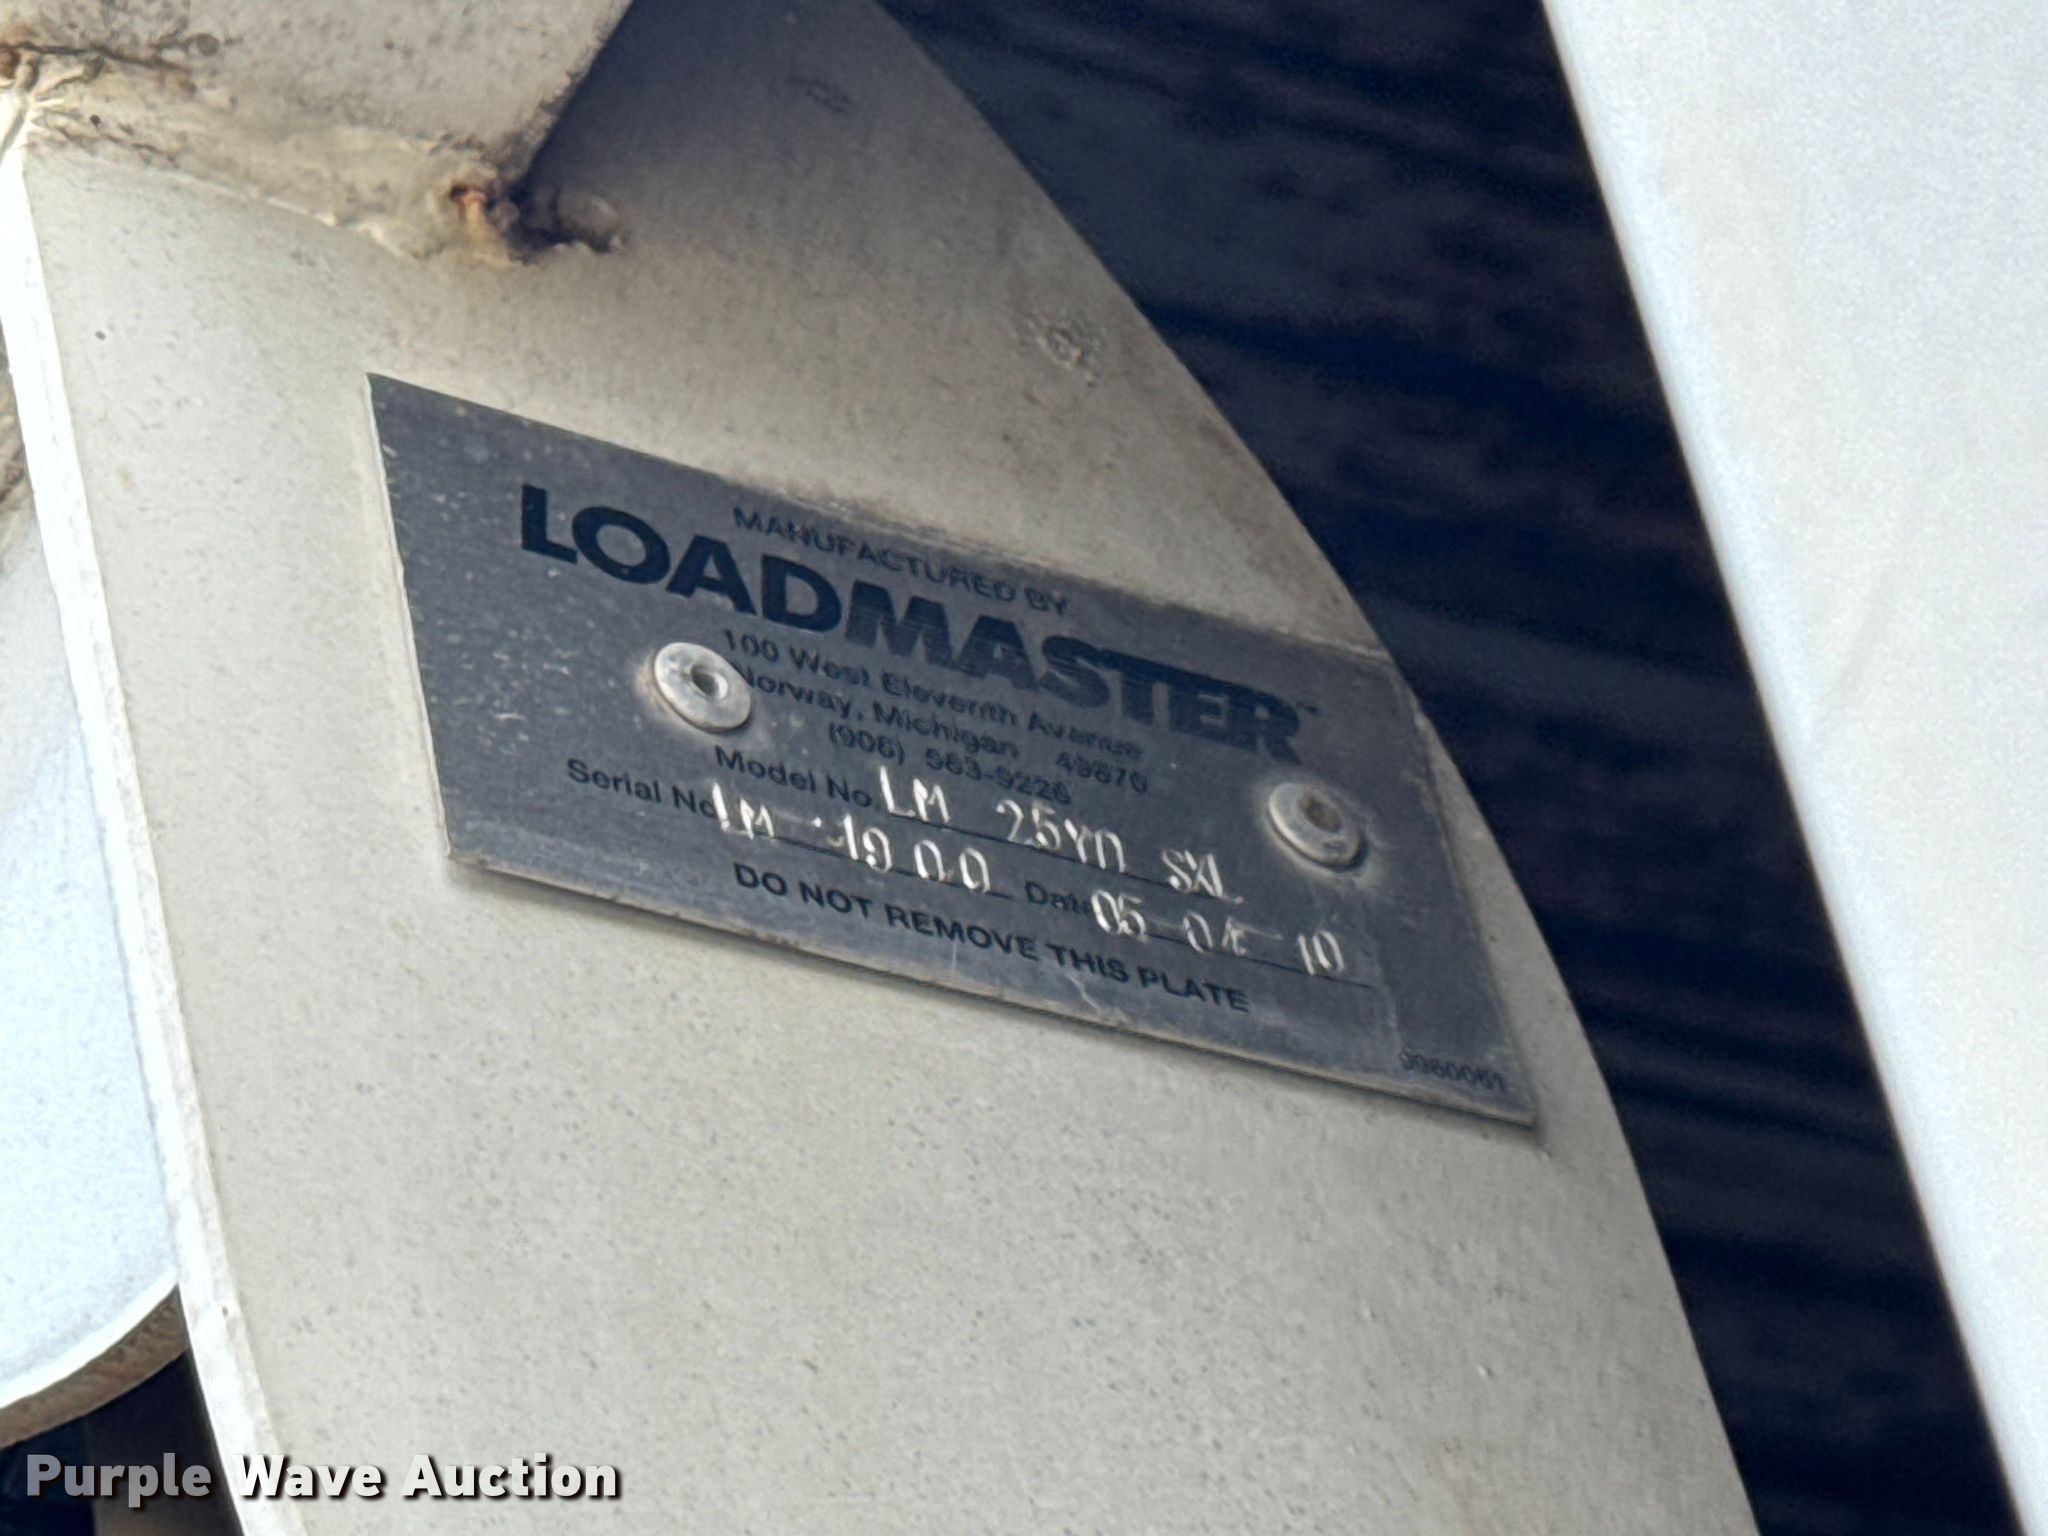 MANUFACTURED BY
LOADMASTER™
100 West Eleventh Avenue
Norway, Michigan 49870
(906) 563-9226
Model No. LM 25YD SXL
Serial No. LM - 1900 Date 05-04-10
DO NOT REMOVE THIS PLATE
Purple Wave Auction